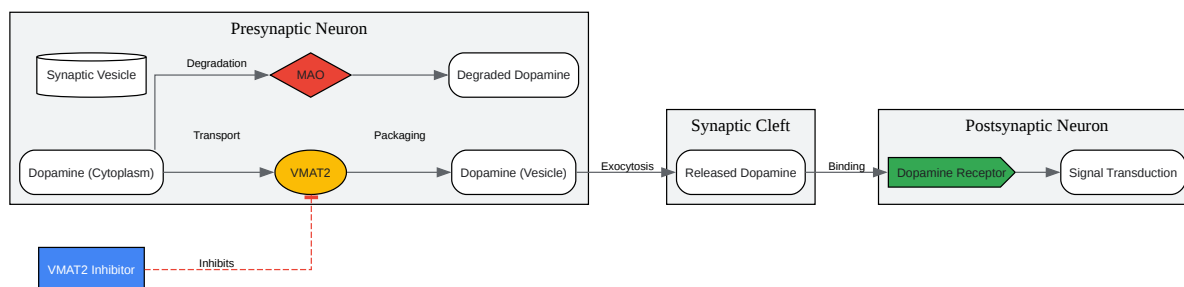 Presynaptic Neuron
Synaptic Vesicle
Degradation
MAO
Degraded Dopamine
Transport
Packaging
Dopamine (Cytoplasm)
VMAT2
Dopamine (Vesicle)
Exocytosis
Synaptic Cleft
Released Dopamine
Binding
Postsynaptic Neuron
Dopamine Receptor
Signal Transduction
VMAT2 Inhibitor
Inhibits